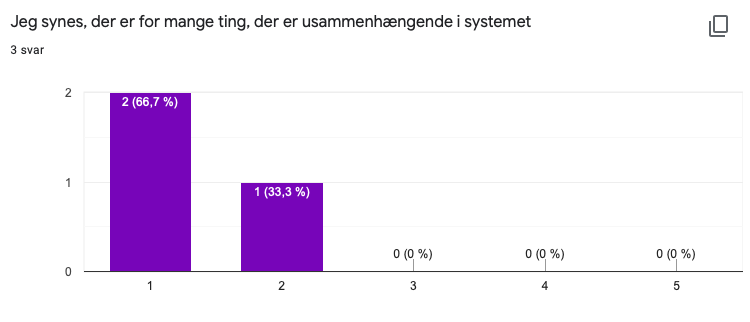 Jeg synes, der er for mange ting, der er usammenhængende i systemet
3 svar
2
2 (66,7 %)
1
1 (33,3 %)
0 (0 %)
0 (0 %)
0 (0 %)
0
1
2
3
4
5